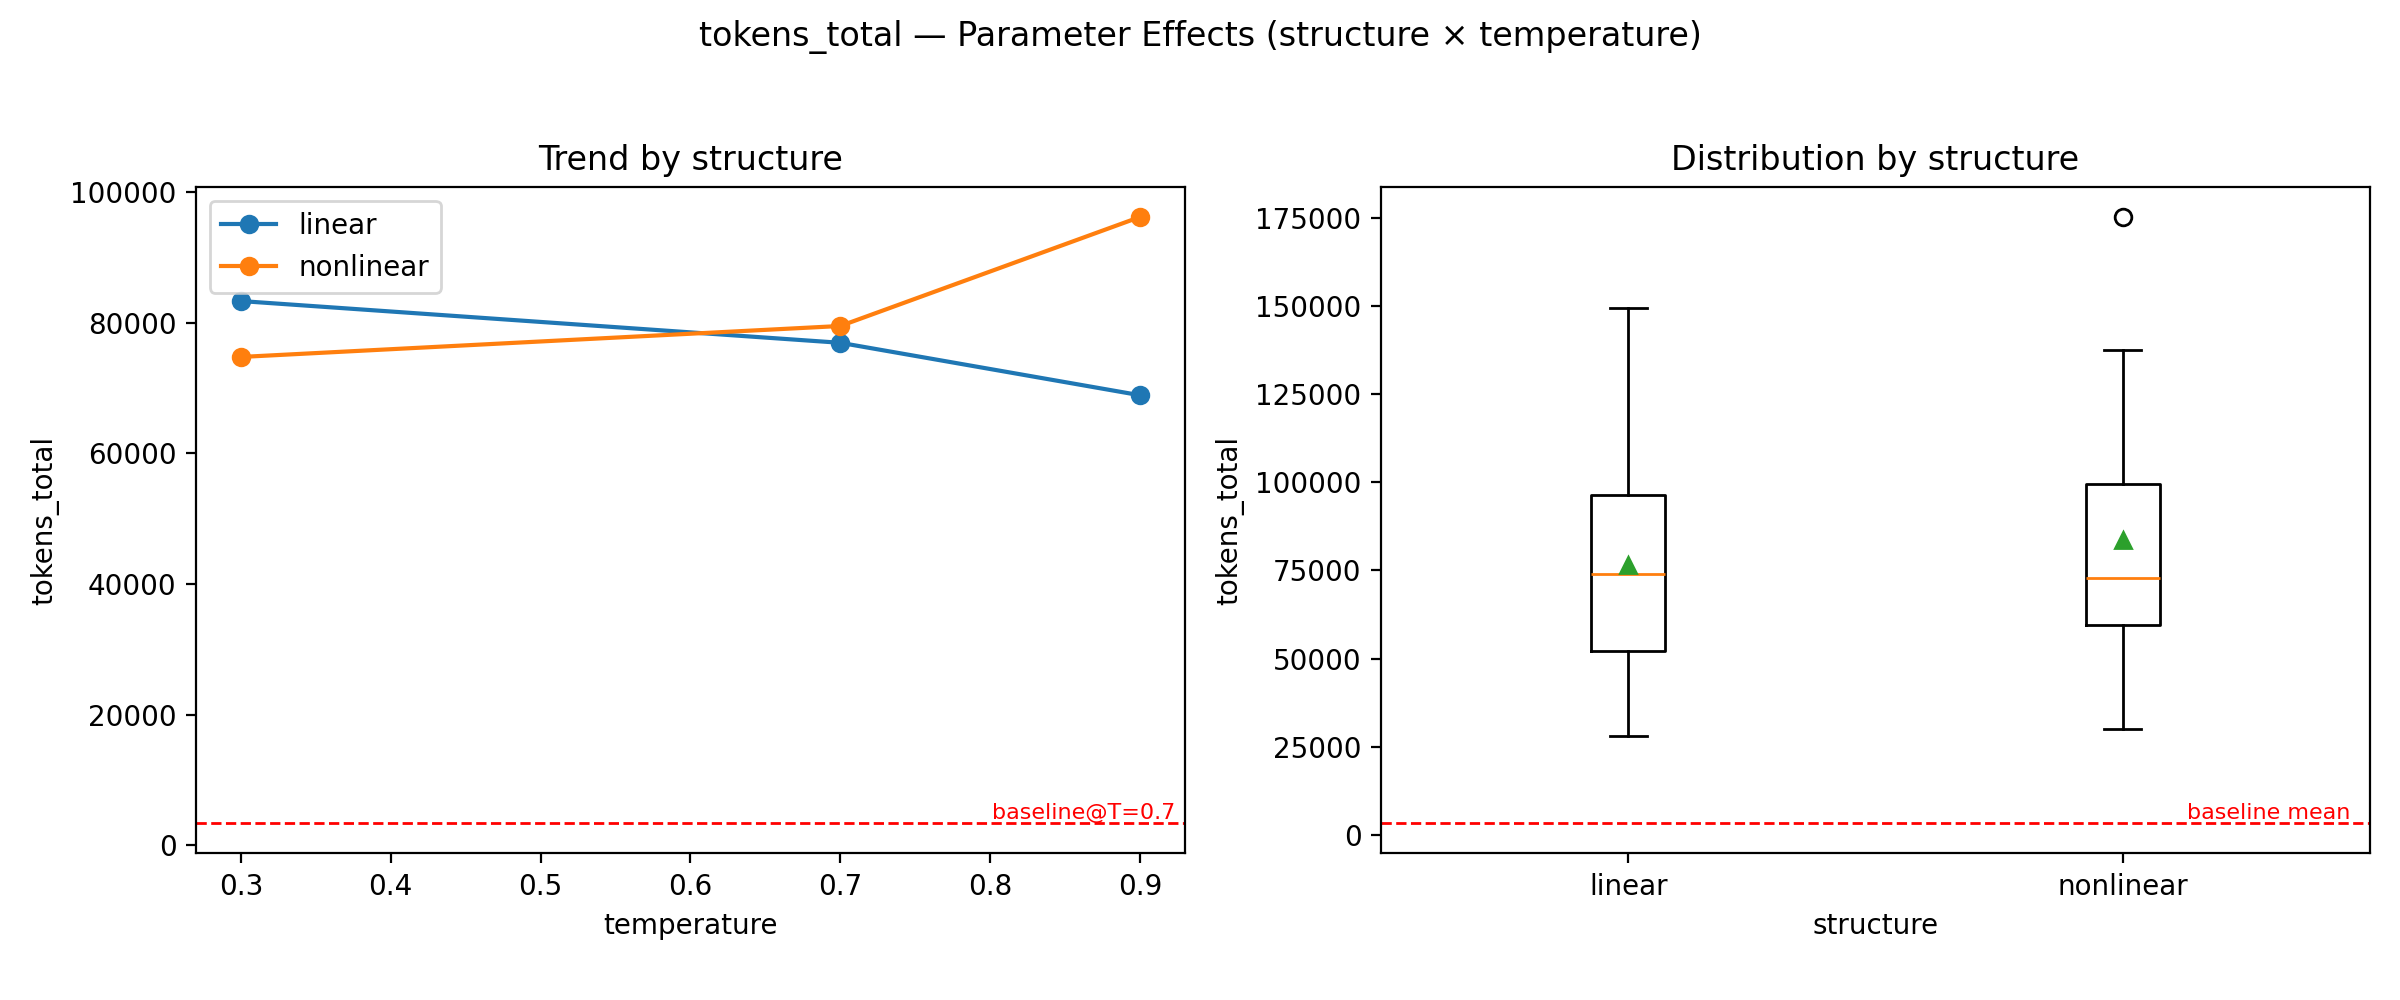 tokens_total — Parameter Effects (structure × temperature)
Trend by structure
100000
80000
60000
40000
20000
0
tokens_total
linear
nonlinear
baseline@T=0.7
0.3 0.4 0.5 0.6 0.7 0.8 0.9
temperature
Distribution by structure
175000
150000
125000
100000
75000
50000
25000
0
tokens_total
baseline mean
linear nonlinear
structure